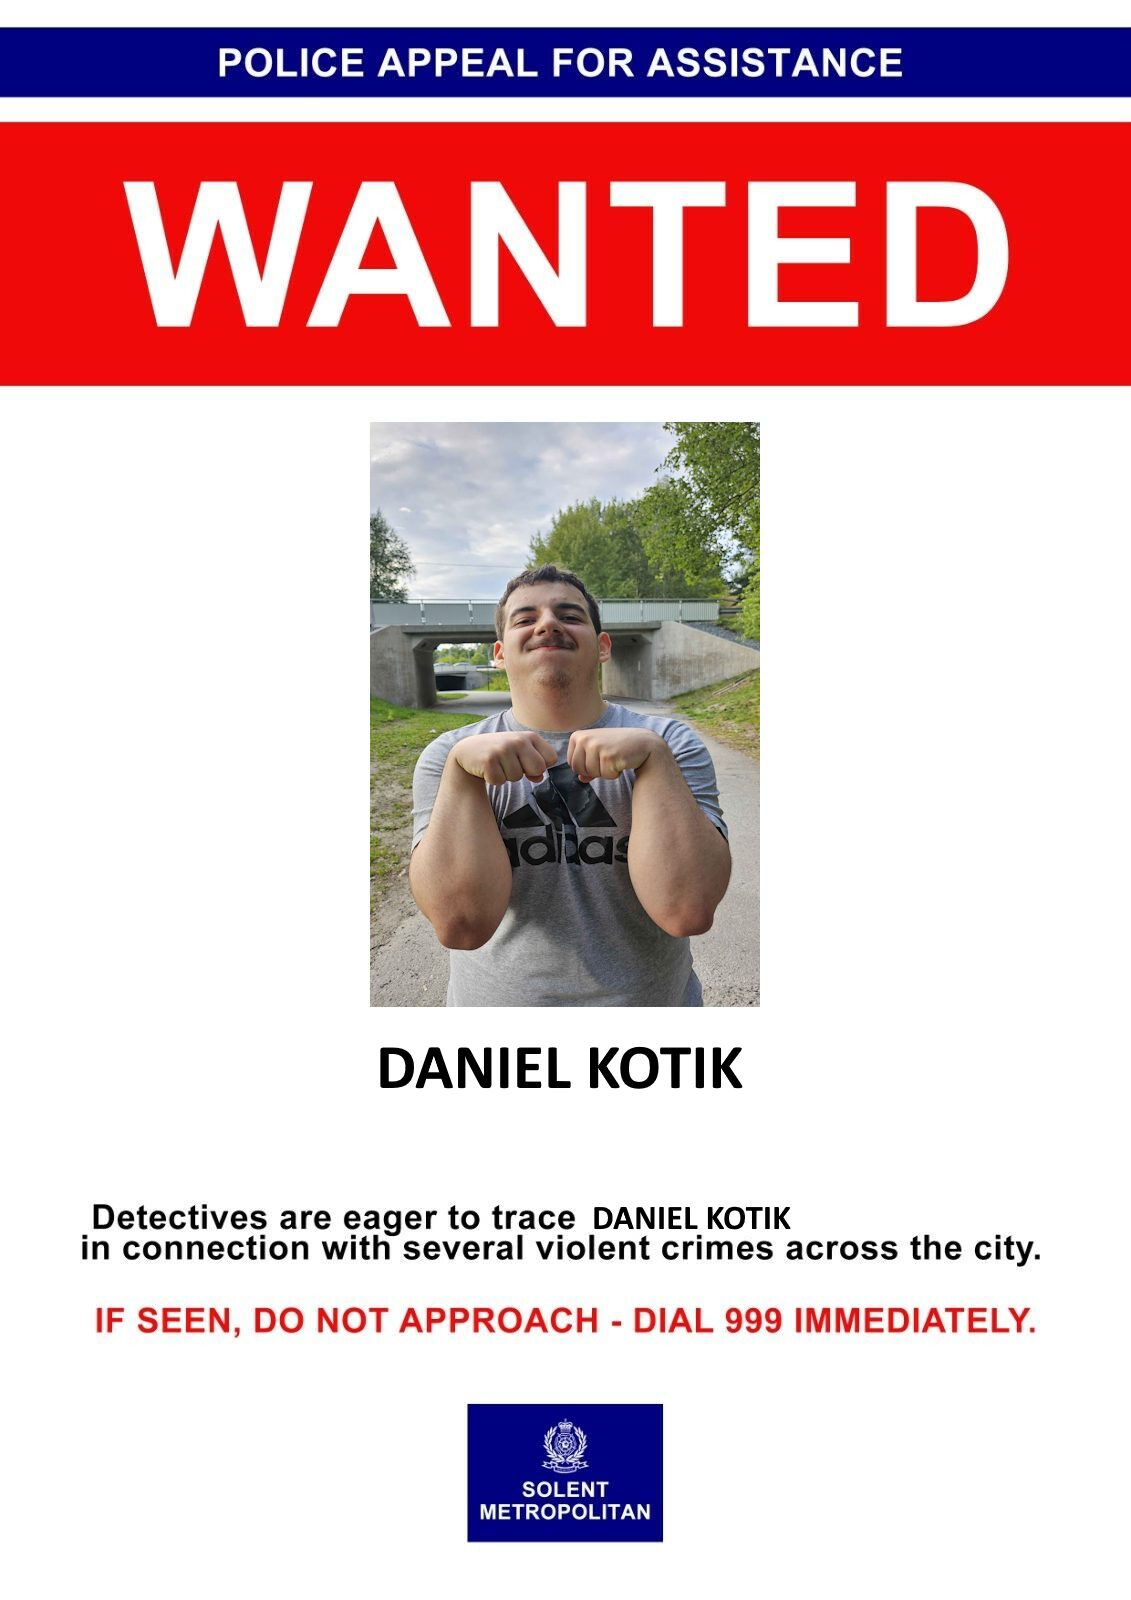 POLICE APPEAL FOR ASSISTANCE
WANTED
adidas
DANIEL KOTIK
Detectives are eager to trace DANIEL KOTIK
in connection with several violent crimes across the city.
IF SEEN, DO NOT APPROACH - DIAL 999 IMMEDIATELY.
SOLENT
METROPOLITAN